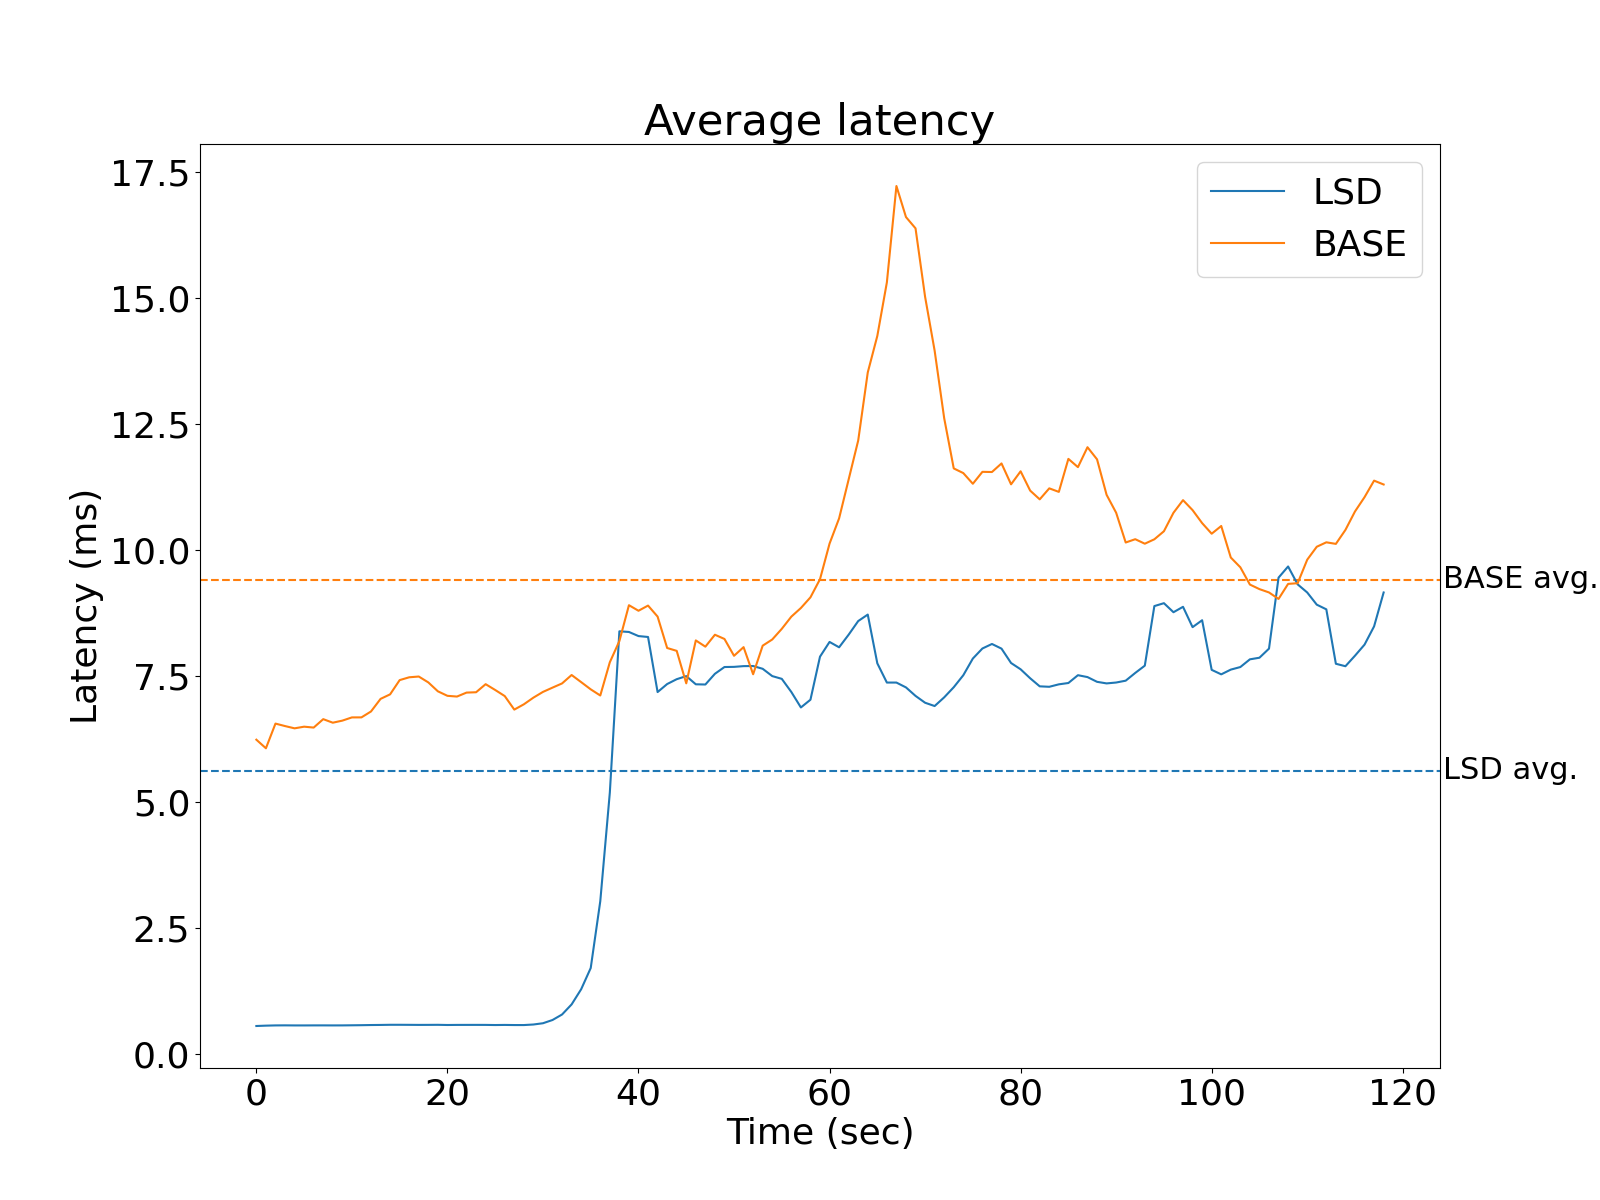 Average latency
LSD
BASE
Latency (ms)
17.5
15.0
12.5
10.0
7.5
5.0
2.5
0.0
BASE avg.
LSD avg.
0 20 40 60 80 100 120
Time (sec)